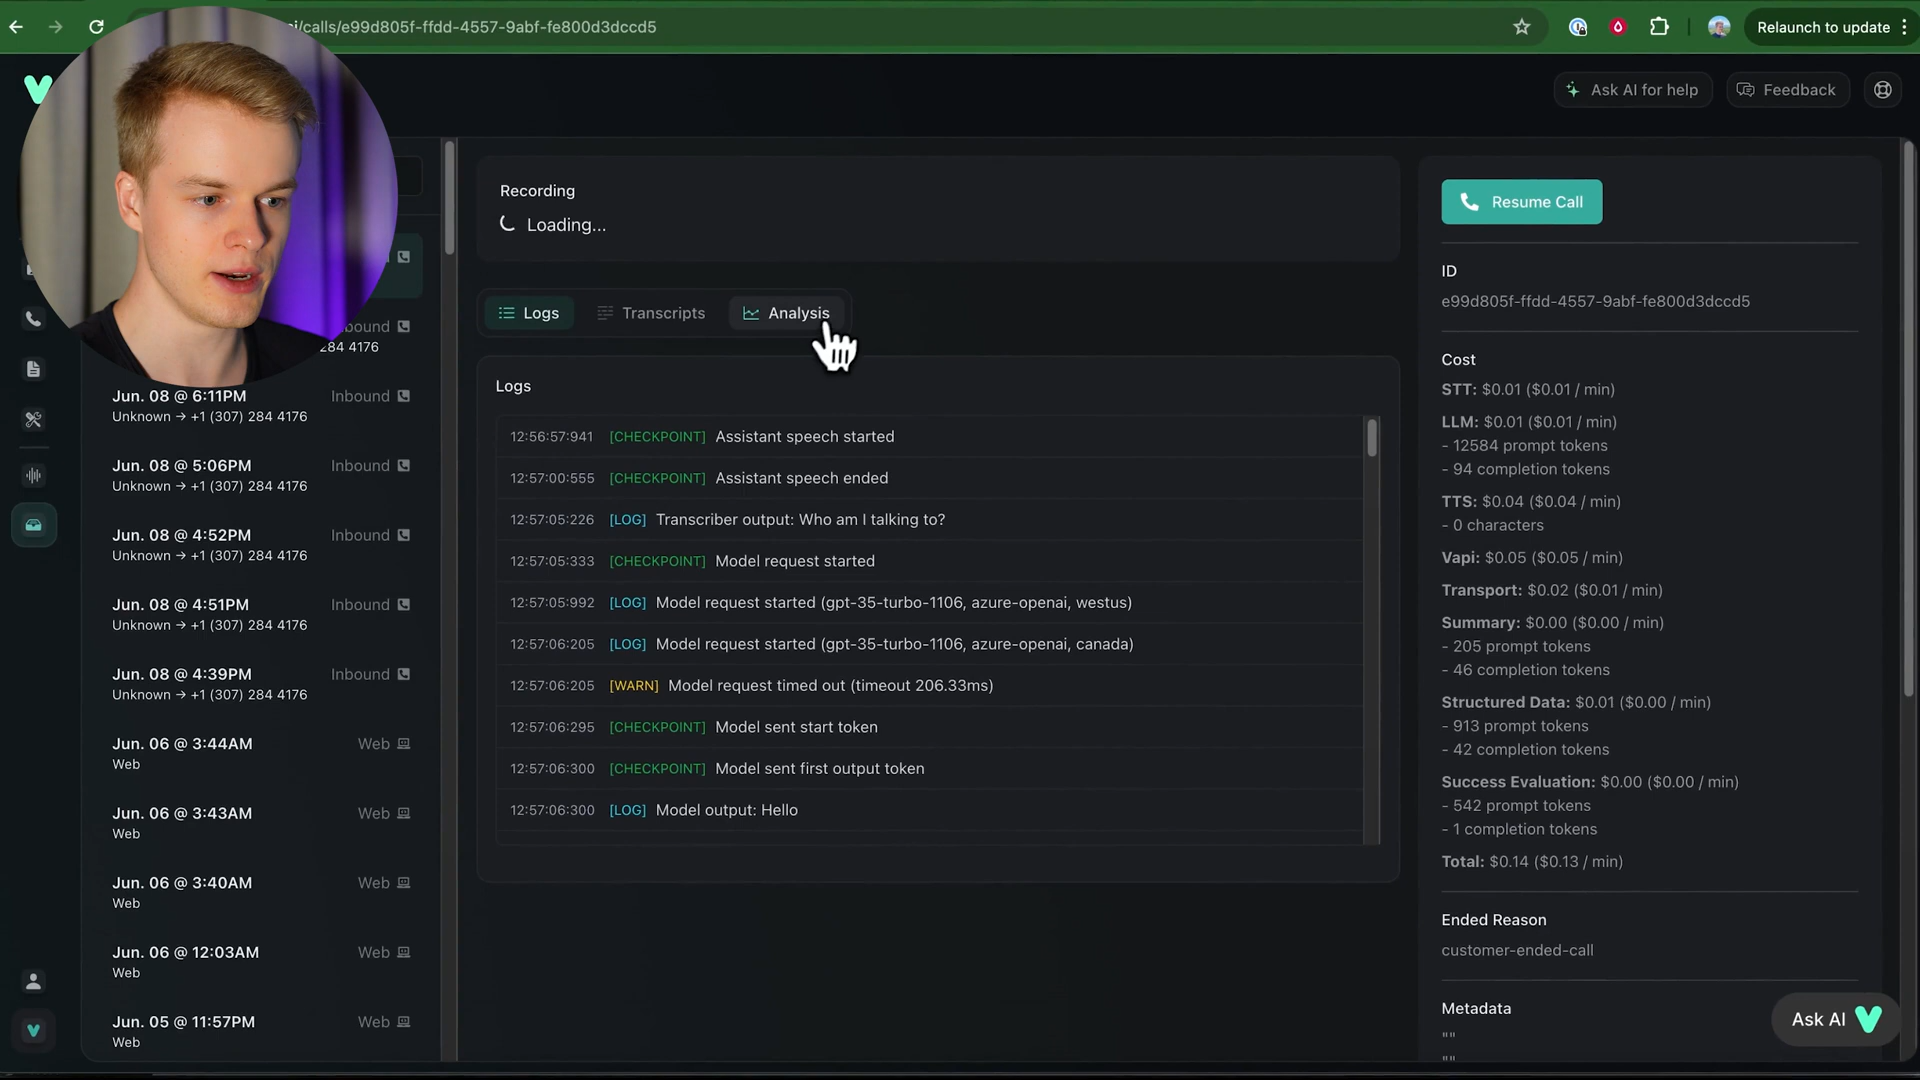 i/calls/e99d805f-ffdd-4557-9abf-fe800d3dccd5
Relaunch to update
Ask AI for help
Feedback
Recording
Loading...
Logs
Transcripts
Analysis
Logs
12:56:57:941 [CHECKPOINT] Assistant speech started
12:57:00:555 [CHECKPOINT] Assistant speech ended
12:57:05:226 [LOG] Transcriber output: Who am I talking to?
12:57:05:333 [CHECKPOINT] Model request started
12:57:05:992 [LOG] Model request started (gpt-35-turbo-1106, azure-openai, westus)
12:57:06:205 [LOG] Model request started (gpt-35-turbo-1106, azure-openai, canada)
12:57:06:205 [WARN] Model request timed out (timeout 206.33ms)
12:57:06:295 [CHECKPOINT] Model sent start token
12:57:06:300 [CHECKPOINT] Model sent first output token
12:57:06:300 [LOG] Model output: Hello
bound
284 4176
Jun. 08 @ 6:11PM Inbound
Unknown → +1 (307) 284 4176
Jun. 08 @ 5:06PM Inbound
Unknown → +1 (307) 284 4176
Jun. 08 @ 4:52PM Inbound
Unknown → +1 (307) 284 4176
Jun. 08 @ 4:51PM Inbound
Unknown → +1 (307) 284 4176
Jun. 08 @ 4:39PM Inbound
Unknown → +1 (307) 284 4176
Jun. 06 @ 3:44AM Web
Web
Jun. 06 @ 3:43AM Web
Web
Jun. 06 @ 3:40AM Web
Web
Jun. 06 @ 12:03AM Web
Web
Jun. 05 @ 11:57PM Web
Web
Resume Call
ID
e99d805f-ffdd-4557-9abf-fe800d3dccd5
Cost
STT: $0.01 ($0.01 / min)
LLM: $0.01 ($0.01 / min)
- 12584 prompt tokens
- 94 completion tokens
TTS: $0.04 ($0.04 / min)
- 0 characters
Vapi: $0.05 ($0.05 / min)
Transport: $0.02 ($0.01 / min)
Summary: $0.00 ($0.00 / min)
- 205 prompt tokens
- 46 completion tokens
Structured Data: $0.01 ($0.00 / min)
- 913 prompt tokens
- 42 completion tokens
Success Evaluation: $0.00 ($0.00 / min)
- 542 prompt tokens
- 1 completion tokens
Total: $0.14 ($0.13 / min)
Ended Reason
customer-ended-call
Metadata
""
""
Ask AI